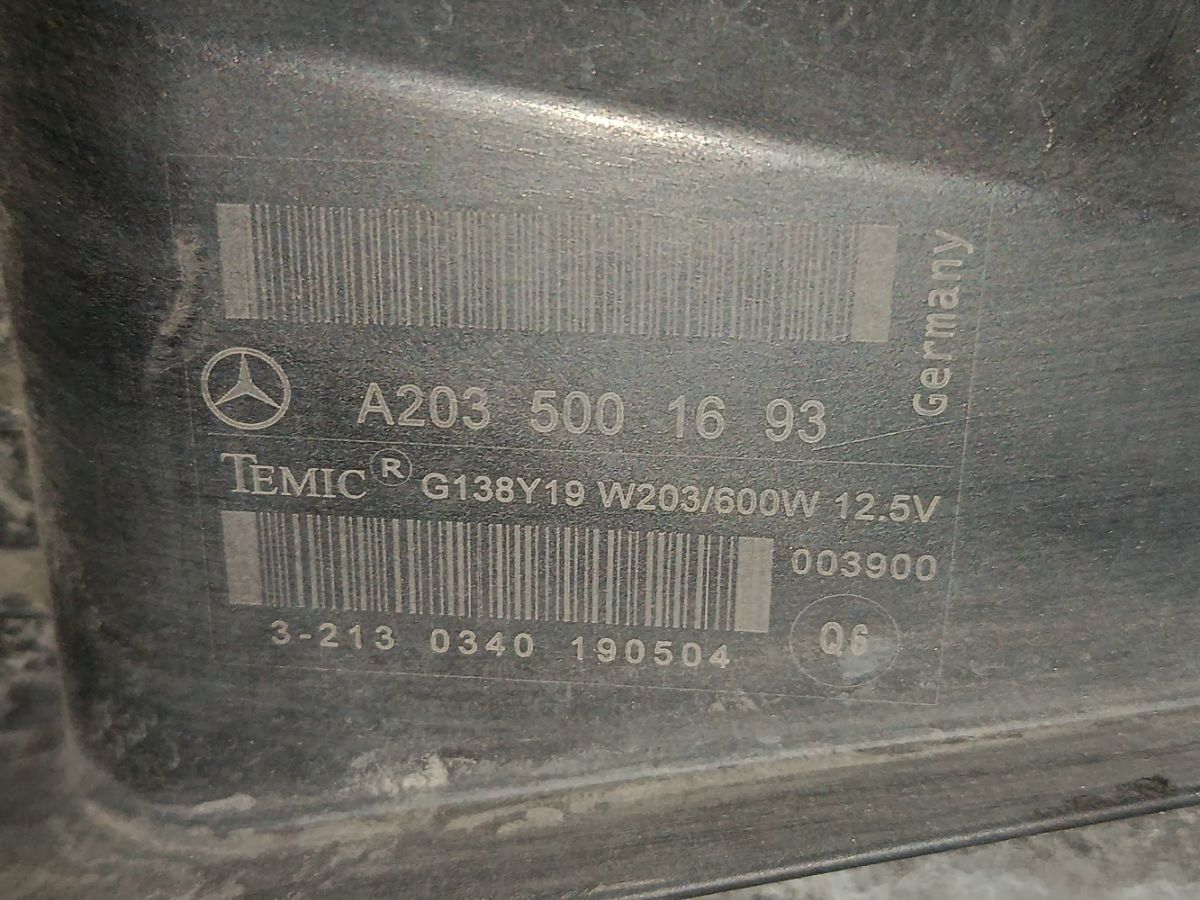 Germany
A203 500 16 93
TEMIC ® G138Y19 W203/600W 12.5V
003900
3-213 0340 190504
Q6